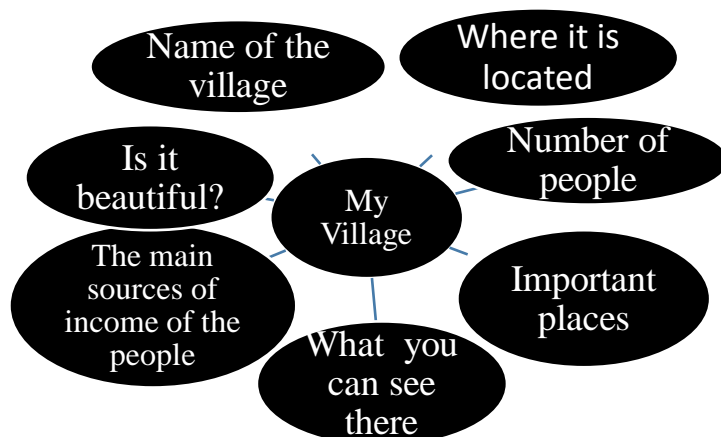 Name of the
village
Where it is
located
Is it
beautiful?
Number of
people
My
Village
The main
sources of
income of the
people
Important
places
What  you
can see
there